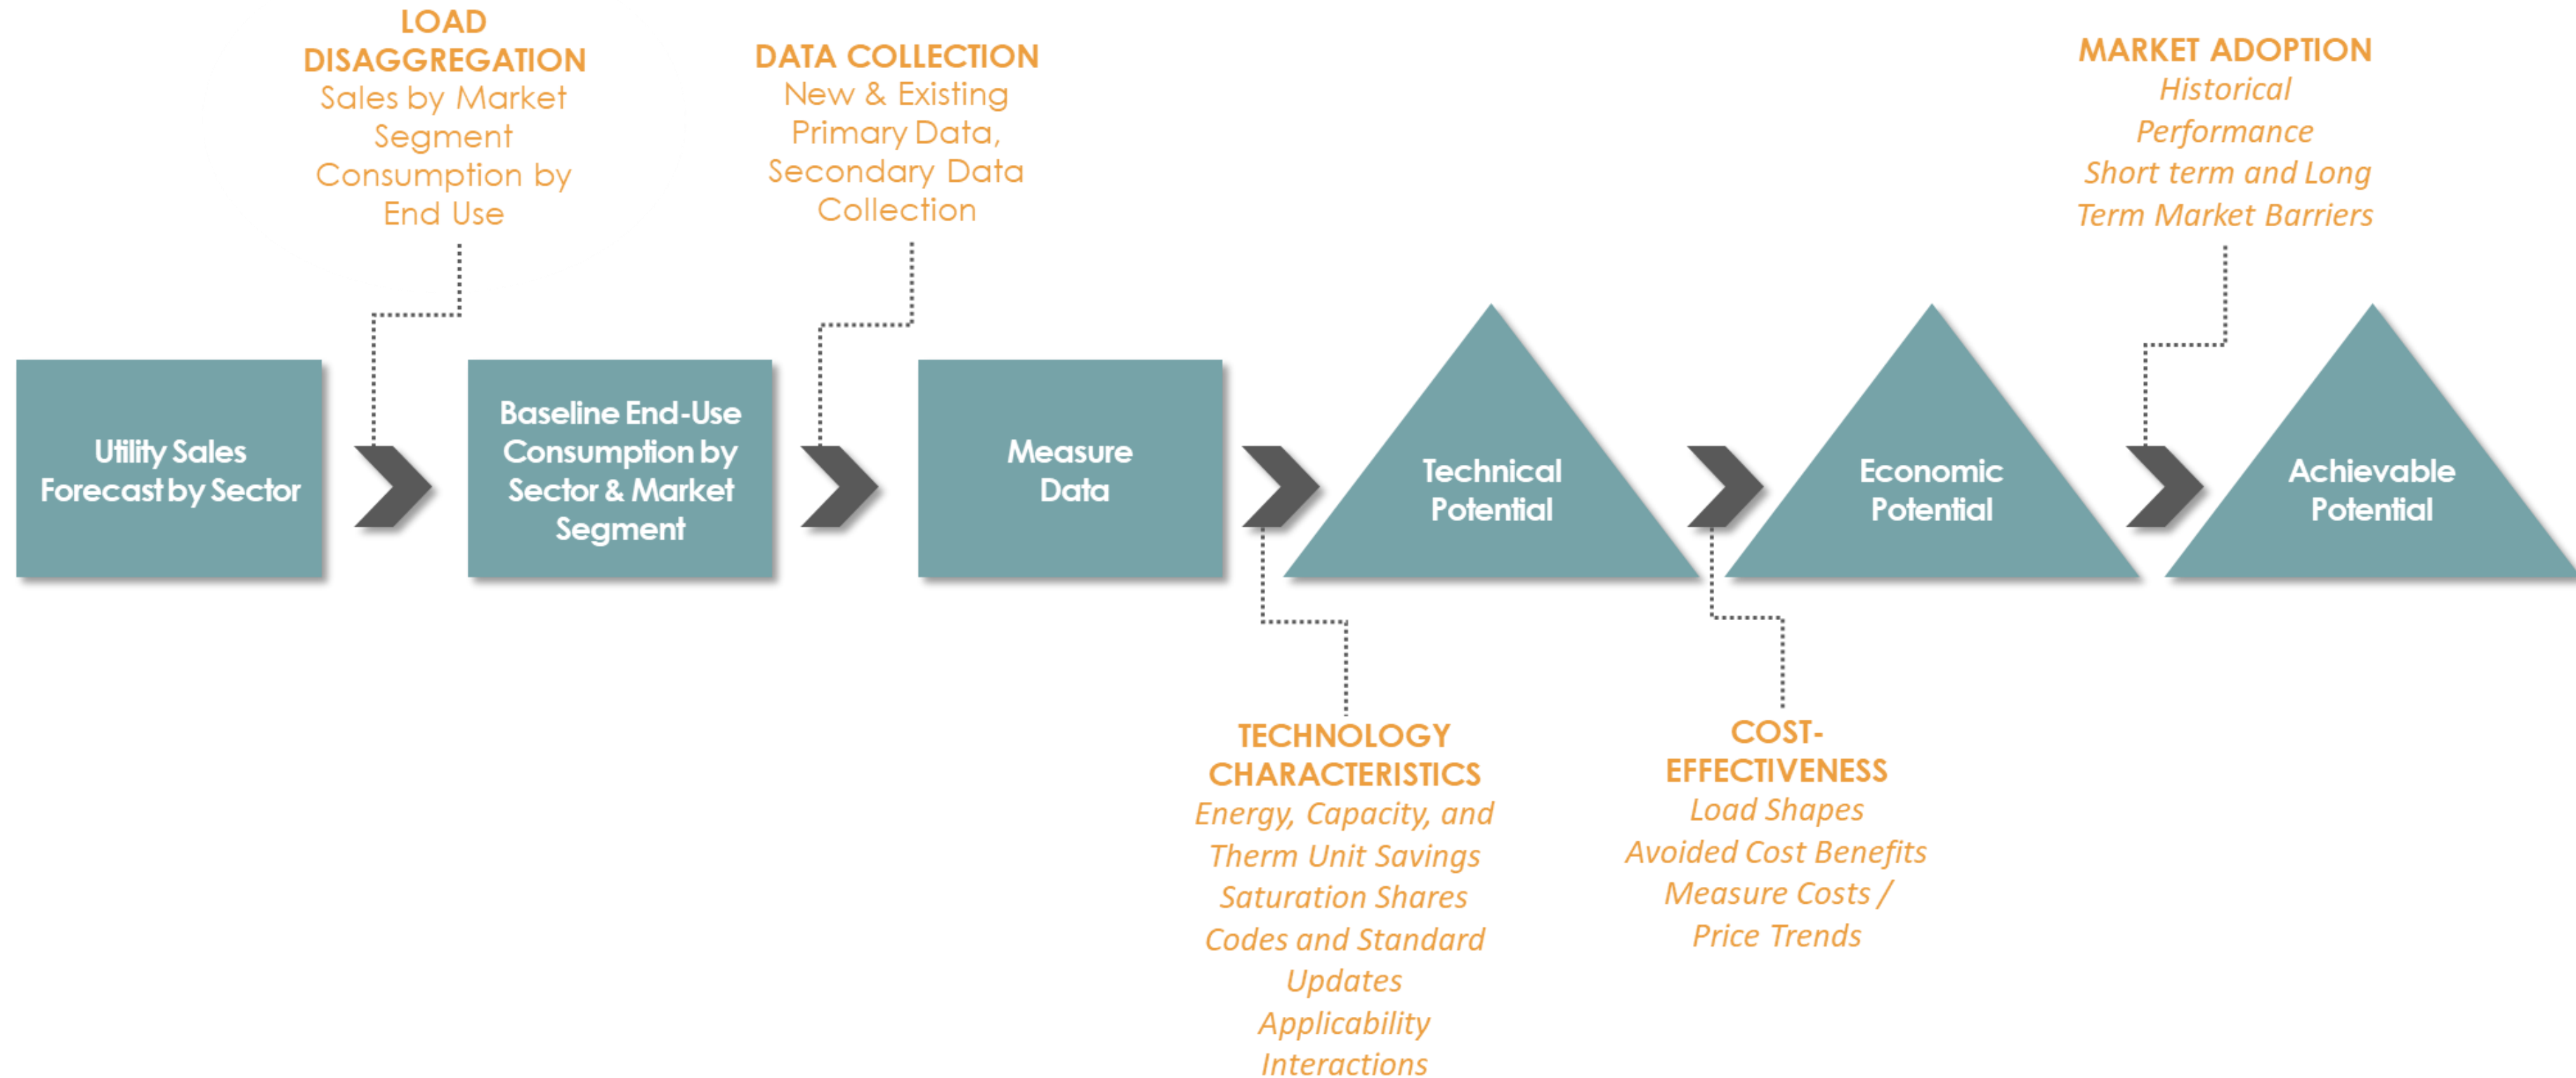 LOAD
DISAGGREGATION
Sales by Market
Segment
Consumption by
End Use
DATA COLLECTION
New & Existing
Primary Data,
Secondary Data
Collection
MARKET ADOPTION
Historical
Performance
Short term and Long
Term Market Barriers
Utility Sales
Forecast by Sector
Baseline End-Use
Consumption by
Sector & Market
Segment
Measure
Data
Technical
Potential
Economic
Potential
Achievable
Potential
TECHNOLOGY
CHARACTERISTICS
Energy, Capacity, and
Therm Unit Savings
Saturation Shares
Codes and Standard
Updates
Applicability
Interactions
COST-
EFFECTIVENESS
Load Shapes
Avoided Cost Benefits
Measure Costs /
Price Trends